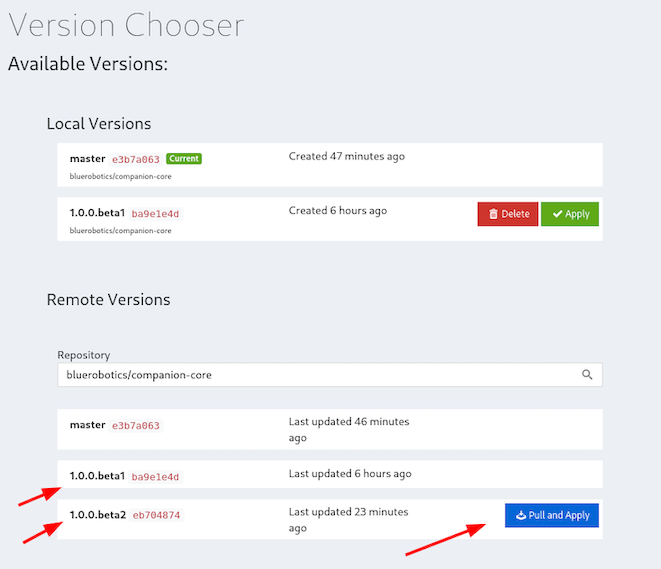 Version Chooser
Available Versions:
Local Versions
master e3b7a063 Current Created 47 minutes ago
bluerobotics/companion-core
1.0.0.beta1 ba9e1e4d Created 6 hours ago Delete Apply
bluerobotics/companion-core
Remote Versions
Repository
bluerobotics/companion-core
master e3b7a063 Last updated 46 minutes
ago
1.0.0.beta1 ba9e1e4d Last updated 6 hours ago
1.0.0.beta2 eb704874 Last updated 23 minutes Pull and Apply
ago